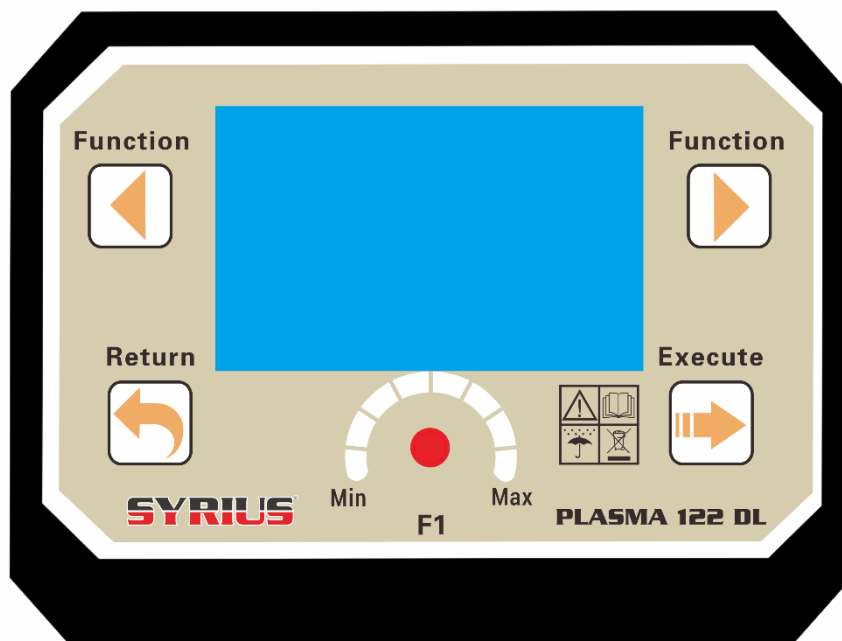 Function
Function
Return
Execute
Min
Max
SYRIUS
F1
PLASMA 122 DL